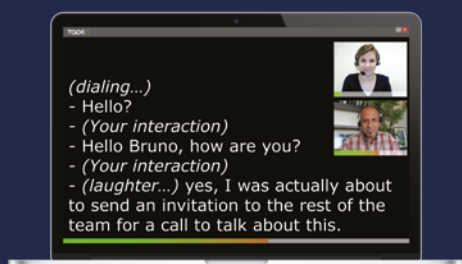 TOPE
(dialing...)
- Hello?
- (Your interaction)
- Hello Bruno, how are you?
- (Your interaction)
- (laughter...) yes, I was actually about
to send an invitation to the rest of the
team for a call to talk about this.